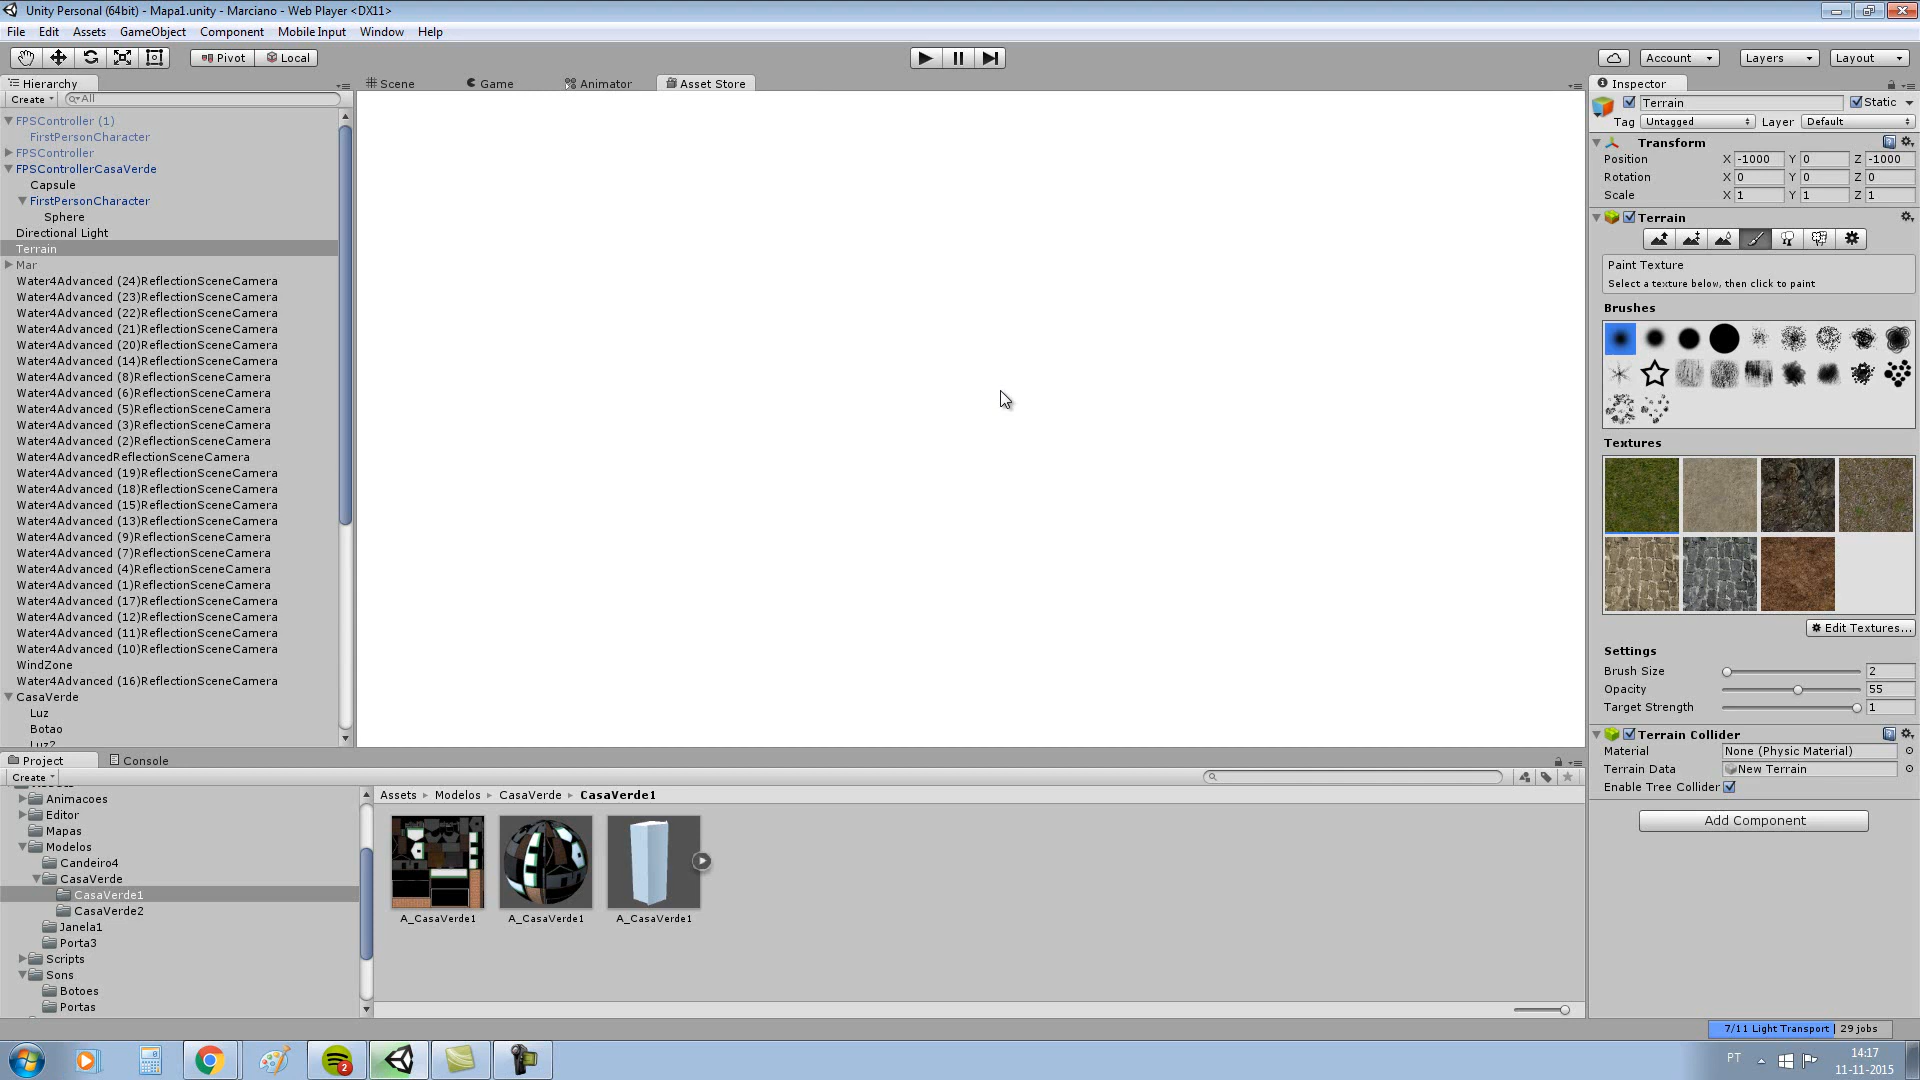 Unity Personal (64bit) - Mapa1.unity - Marciano - Web Player <DX11>
File Edit Assets GameObject Component Mobile Input Window Help
Pivot Local Account Layers Layout
Hierarchy
Create All
FPSController (1)
FirstPersonCharacter
FPSController
FPSControllerCasaVerde
Capsule
FirstPersonCharacter
Sphere
Directional Light
Terrain
Mar
Water4Advanced (24)ReflectionSceneCamera
Water4Advanced (23)ReflectionSceneCamera
Water4Advanced (22)ReflectionSceneCamera
Water4Advanced (21)ReflectionSceneCamera
Water4Advanced (20)ReflectionSceneCamera
Water4Advanced (14)ReflectionSceneCamera
Water4Advanced (8)ReflectionSceneCamera
Water4Advanced (6)ReflectionSceneCamera
Water4Advanced (5)ReflectionSceneCamera
Water4Advanced (3)ReflectionSceneCamera
Water4Advanced (2)ReflectionSceneCamera
Water4AdvancedReflectionSceneCamera
Water4Advanced (19)ReflectionSceneCamera
Water4Advanced (18)ReflectionSceneCamera
Water4Advanced (15)ReflectionSceneCamera
Water4Advanced (13)ReflectionSceneCamera
Water4Advanced (9)ReflectionSceneCamera
Water4Advanced (7)ReflectionSceneCamera
Water4Advanced (4)ReflectionSceneCamera
Water4Advanced (1)ReflectionSceneCamera
Water4Advanced (17)ReflectionSceneCamera
Water4Advanced (12)ReflectionSceneCamera
Water4Advanced (11)ReflectionSceneCamera
Water4Advanced (10)ReflectionSceneCamera
WindZone
Water4Advanced (16)ReflectionSceneCamera
CasaVerde
Luz
Botao
Luz2
Scene Game Animator Asset Store
Inspector
Terrain Static
Tag Untagged Layer Default
Transform
Position X -1000 Y 0 Z -1000
Rotation X 0 Y 0 Z 0
Scale X 1 Y 1 Z 1
Terrain
Paint Texture
Select a texture below, then click to paint
Brushes
Textures
Edit Textures...
Settings
Brush Size 2
Opacity 55
Target Strength 1
Terrain Collider
Material None (Physic Material)
Terrain Data New Terrain
Enable Tree Collider
Add Component
Project Console
Create
Animacoes
Editor
Mapas
Modelos
Candeiro4
CasaVerde
CasaVerde1
CasaVerde2
Janela1
Porta3
Scripts
Sons
Botoes
Portas
Assets Modelos CasaVerde CasaVerde1
A_CasaVerde1 A_CasaVerde1 A_CasaVerde1
7/11 Light Transport | 29 jobs
2
PT
14:17
11-11-2015